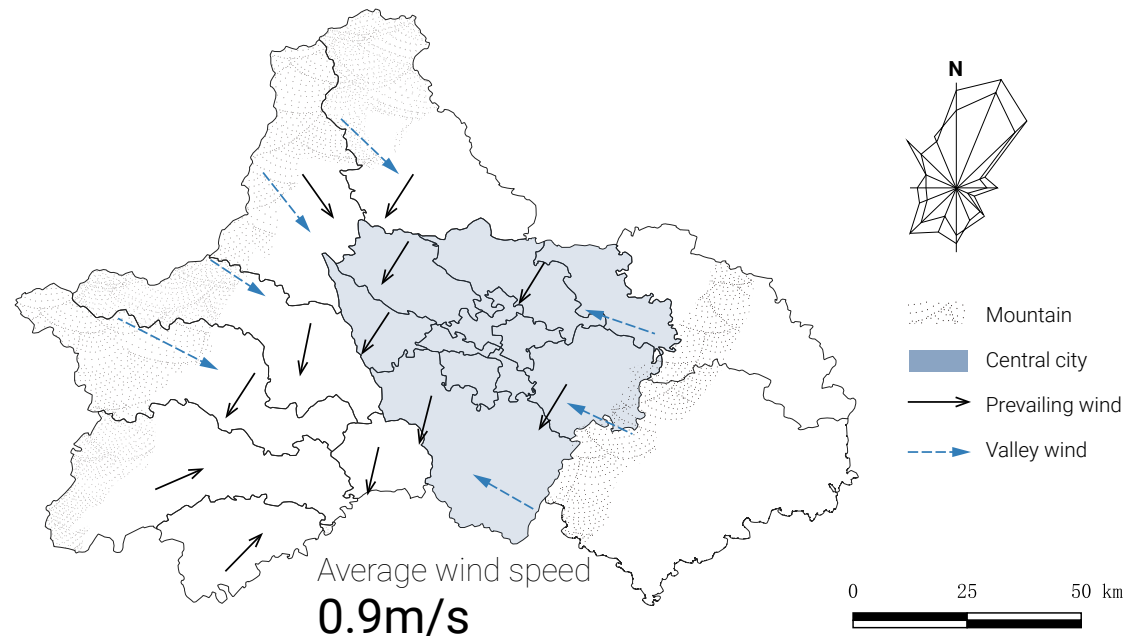 N
Mountain
Central city
Prevailing wind
Valley wind
Average wind speed
0.9m/s
0 25 50 km